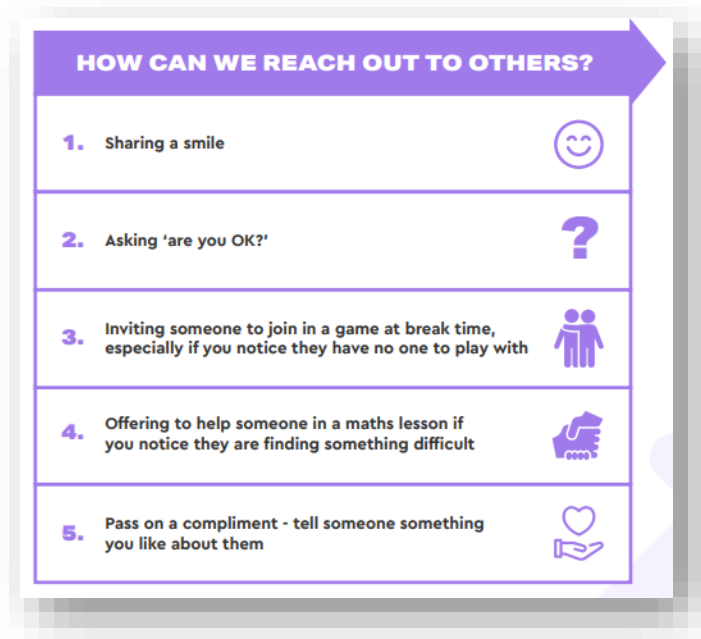 HOW CAN WE REACH OUT TO OTHERS?
1. Sharing a smile
2. Asking ‘are you OK?’
?
3. Inviting someone to join in a game at break time,
especially if you notice they have no one to play with
4. Offering to help someone in a maths lesson if
you notice they are finding something difficult
5. Pass on a compliment - tell someone something
you like about them